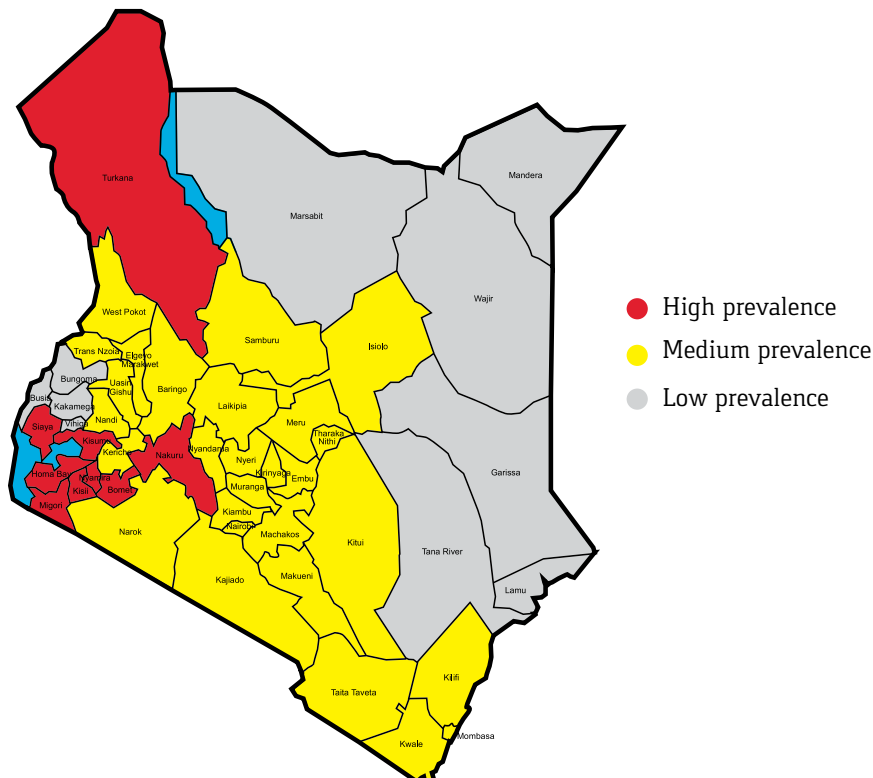 Turkana
Mandera
Marsabit
Wajir
West Pokot
Samburu
Isiolo
Trans Nzoia
Elgeyo
Marakwet
Bungoma
Uasin
Gishu
Baringo
Busia
Kakamega
Laikipia
Vihiga
Nandi
Meru
Siaya
Kisumu
Tharaka
Nithi
Kericho
Nakuru
Nyandarua
Nyeri
Homa Bay
Nyamira
Kirinyaga
Embu
Garissa
Kisii
Bomet
Muranga
Migori
Kiambu
Nairobi
Narok
Machakos
Kitui
Tana River
Kajiado
Makueni
Lamu
Taita Taveta
Kilifi
Kwale
Mombasa
High prevalence
Medium prevalence
Low prevalence